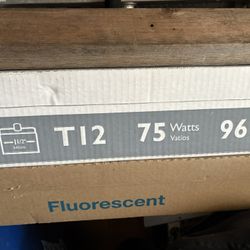 1 1/2"
T12 75 Watts 96
Vatios
Fluorescent